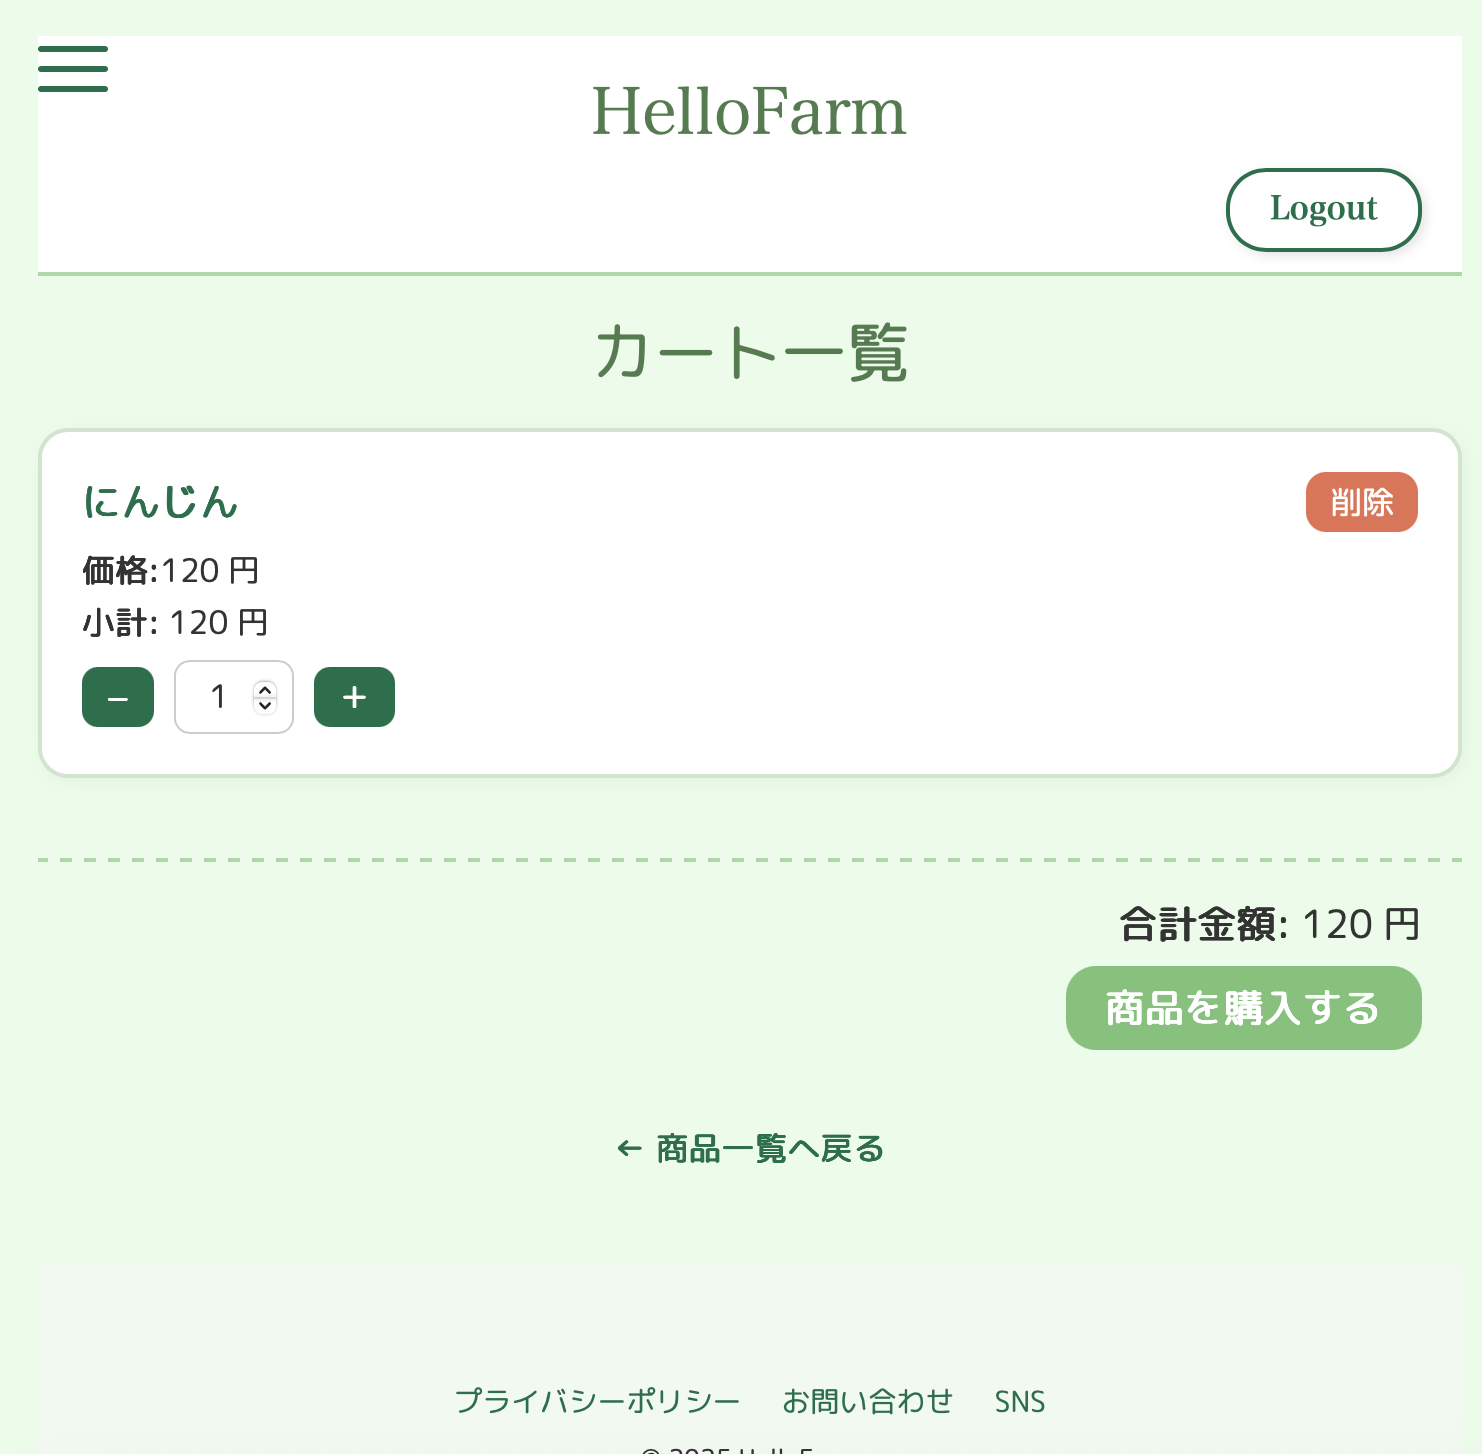 HelloFarm
Logout
カート一覧
にんじん
削除
価格:120 円
小計: 120 円
− 1 +
合計金額: 120 円
商品を購入する
← 商品一覧へ戻る
プライバシーポリシー お問い合わせ SNS